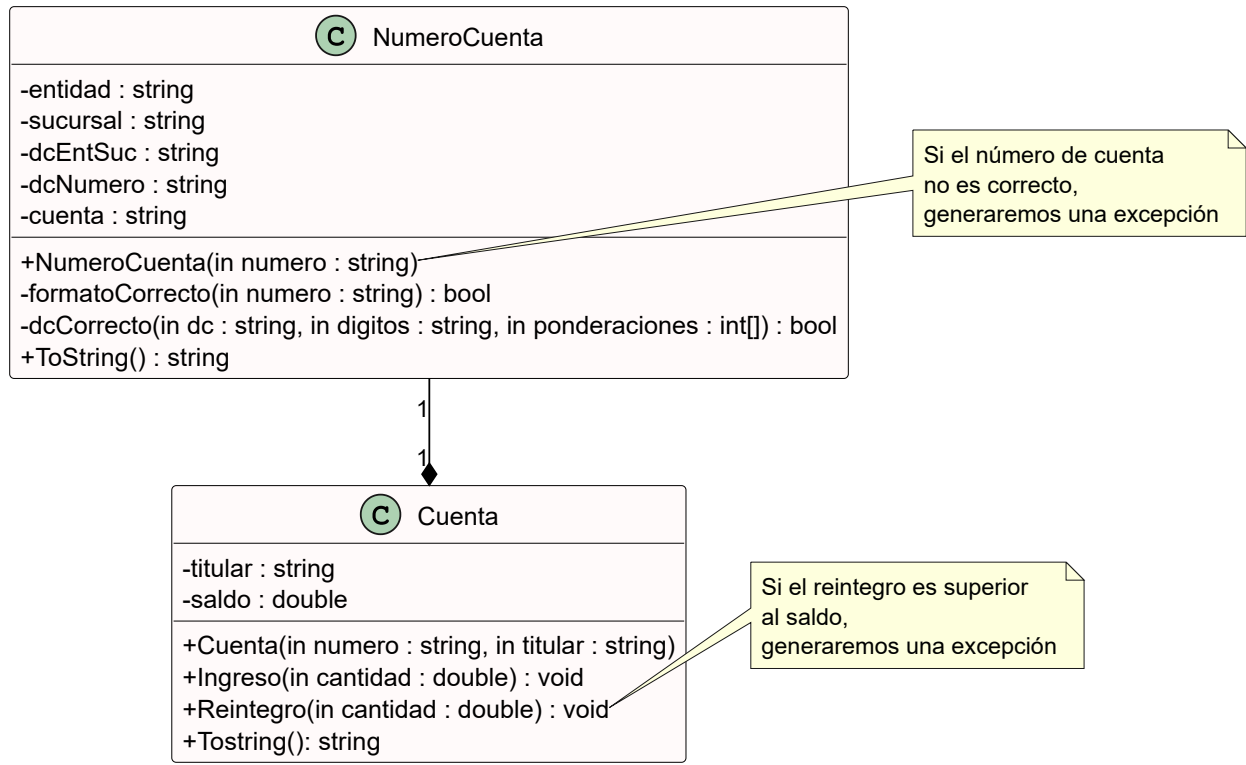 C NumeroCuenta
-entidad : string
-sucursal : string
-dcEntSuc : string
-dcNumero : string
-cuenta : string
+NumeroCuenta(in numero : string)
-formatoCorrecto(in numero : string) : bool
-dcCorrecto(in dc : string, in digitos : string, in ponderaciones : int[]) : bool
+ToString() : string
Si el número de cuenta
no es correcto,
generaremos una excepción
1
1
C Cuenta
-titular : string
-saldo : double
+Cuenta(in numero : string, in titular : string)
+Ingreso(in cantidad : double) : void
+Reintegro(in cantidad : double) : void
+Tostring(): string
Si el reintegro es superior
al saldo,
generaremos una excepción